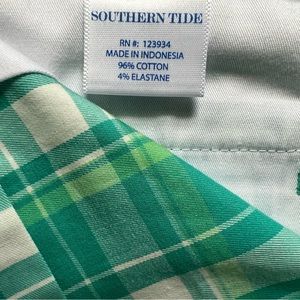 SOUTHERN TIDE
RN #: 123934
MADE IN INDONESIA
96% COTTON
4% ELASTANE